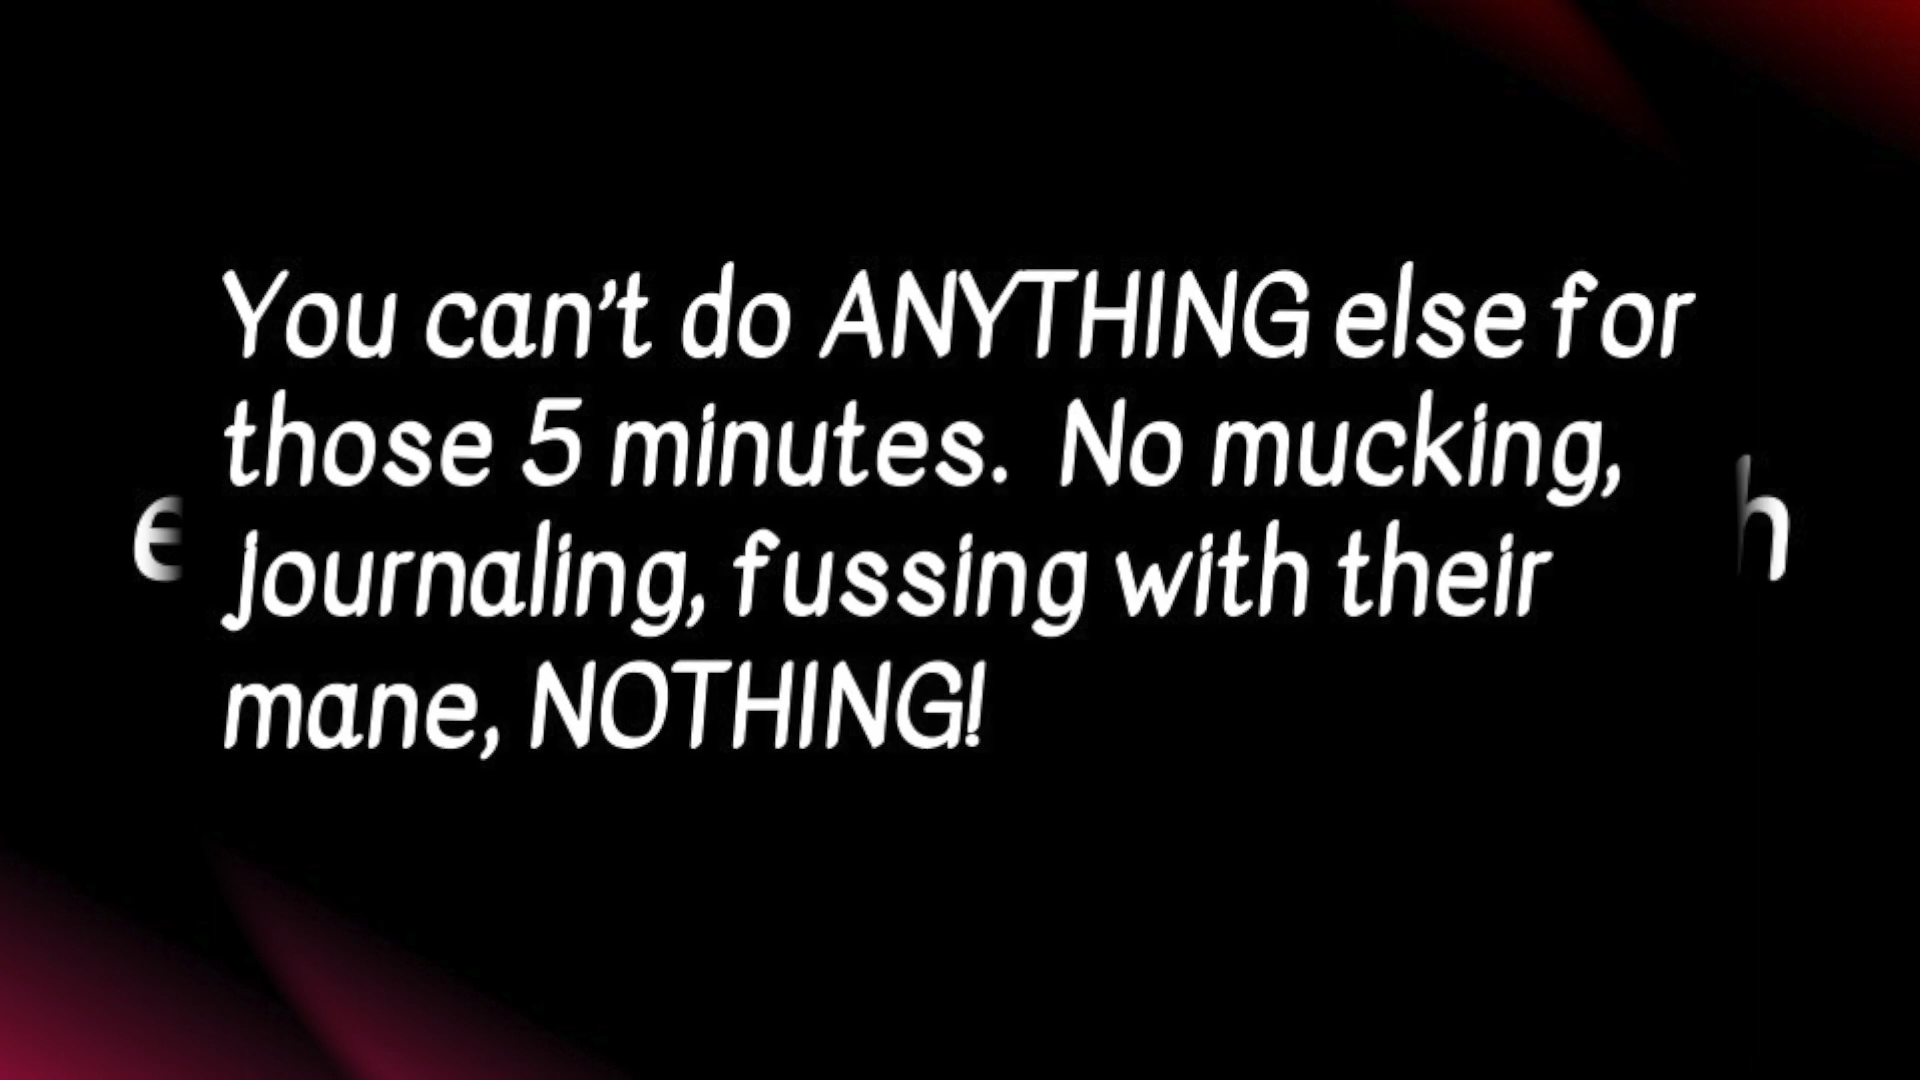 You can't do ANYTHING else for
those 5 minutes.  No mucking,
journaling, fussing with their
mane, NOTHING!
e
h